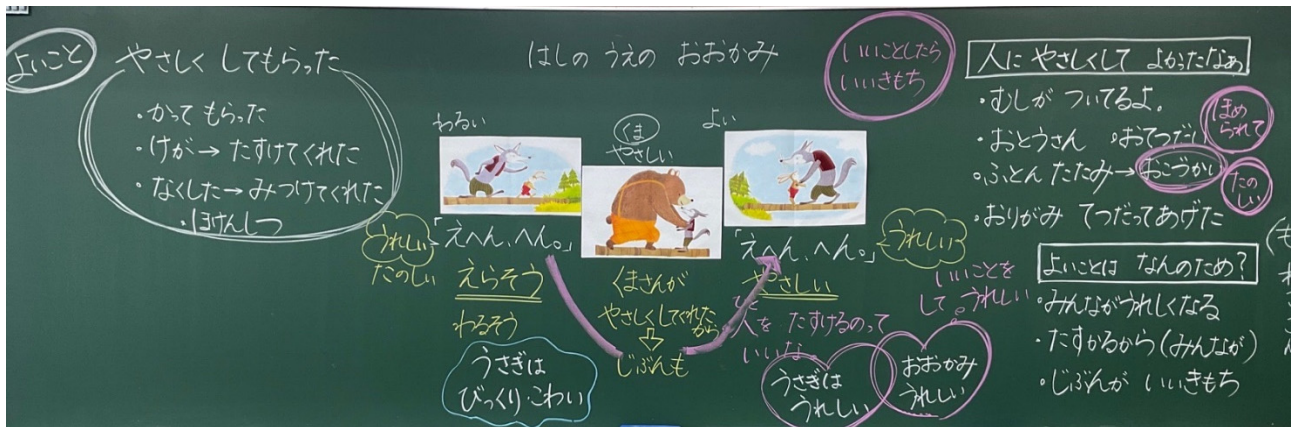 よいこと
やさしく してもらった
・かって もらった
・けが→ たすけてくれた
・なくした→みつけてくれた
・ほけんしつ
はしの うえの おおかみ
わるい
くま
やさしい
よい
うれしい
たのしい
「えへん、へん。」
えらそう
わるそう
うさぎは
びっくり・こわい
くまさんが
やさしくしてくれた
から
じぶんも
「えへん、へん。」
うれしい
やさしい
ひと
人を たすけるのって
いいな。
いいことを
して うれしい
うさぎは
うれしい
おおかみ
うれしい
いいことしたら
いいきもち
人に やさしくして よかったなぁ
・むしが ついてるよ。
・おとうさん おてつだい
ほめ
られて
・ふとん たたみ→おこづかい
たの
しい
・おりがみ てつだってあげた
よいことは なんのため?
・みんながうれしくなる
・たすかるから(みんなが)
・じぶんが いいきもち